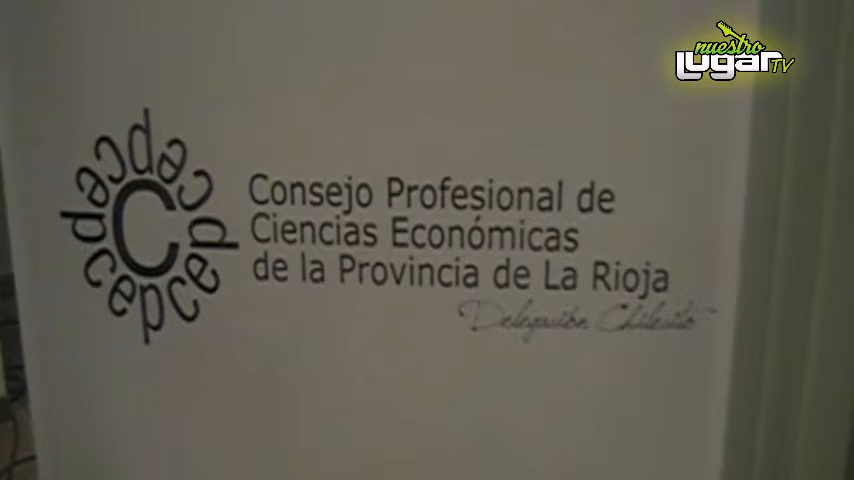 nuestro
LUGAR TV
Consejo Profesional de
Ciencias Económicas
de la Provincia de La Rioja
Delegación Chilecito